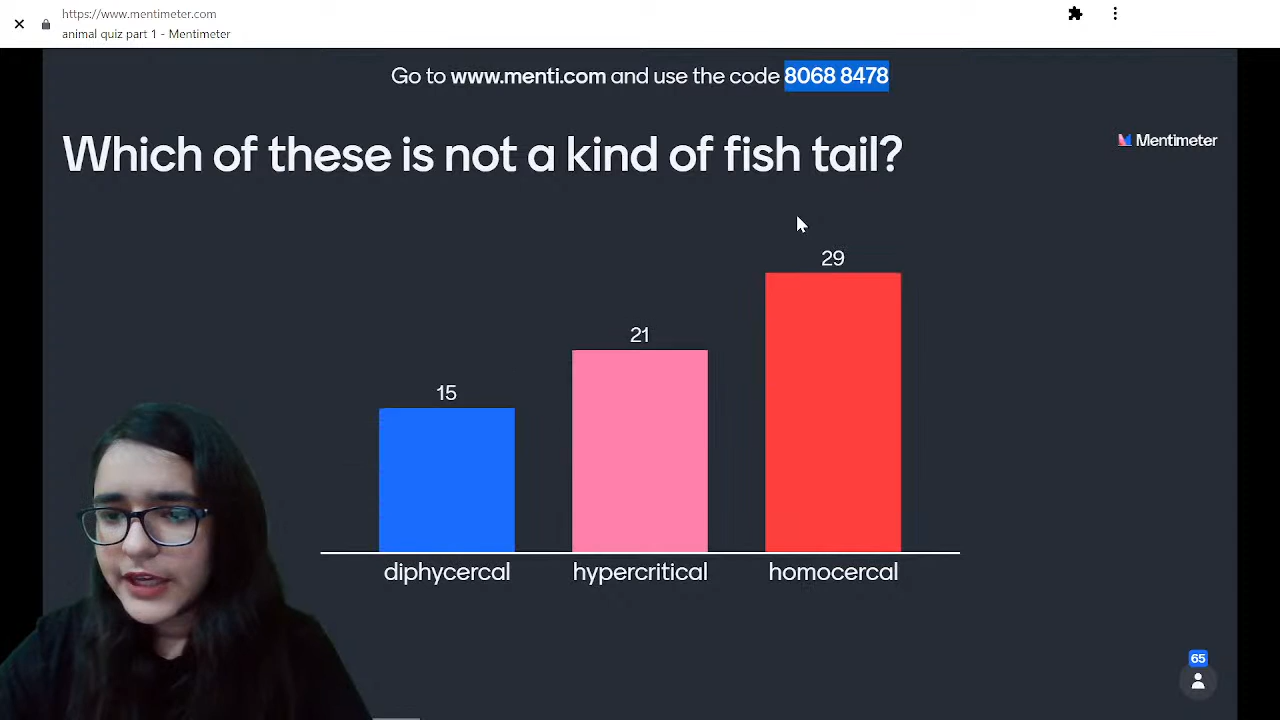 https://www.mentimeter.com
animal quiz part 1 - Mentimeter
Go to www.menti.com and use the code 8068 8478
Which of these is not a kind of fish tail?
Mentimeter
29
21
15
diphycercal
hypercritical
homocercal
65